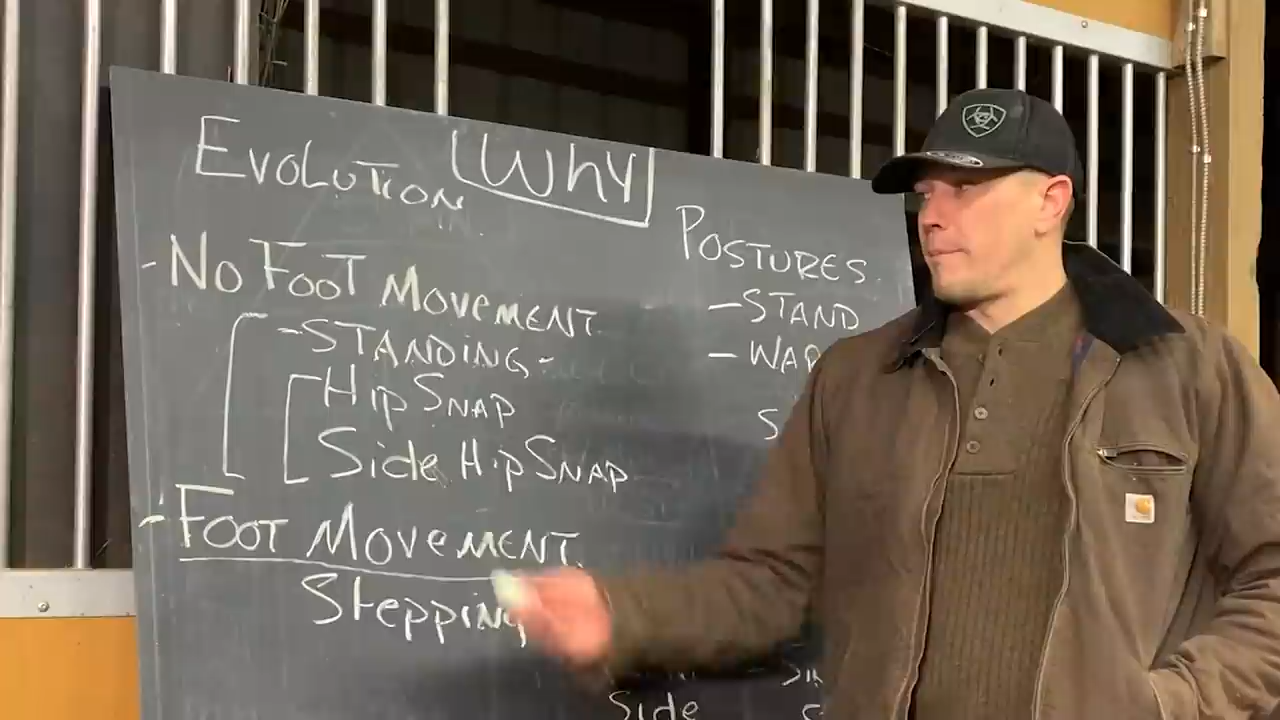 Evolution Why
- No Foot Movement
- Standing -
Hip Snap
Side Hip Snap
- Foot Movement
Stepping
Postures
- Stand
Side